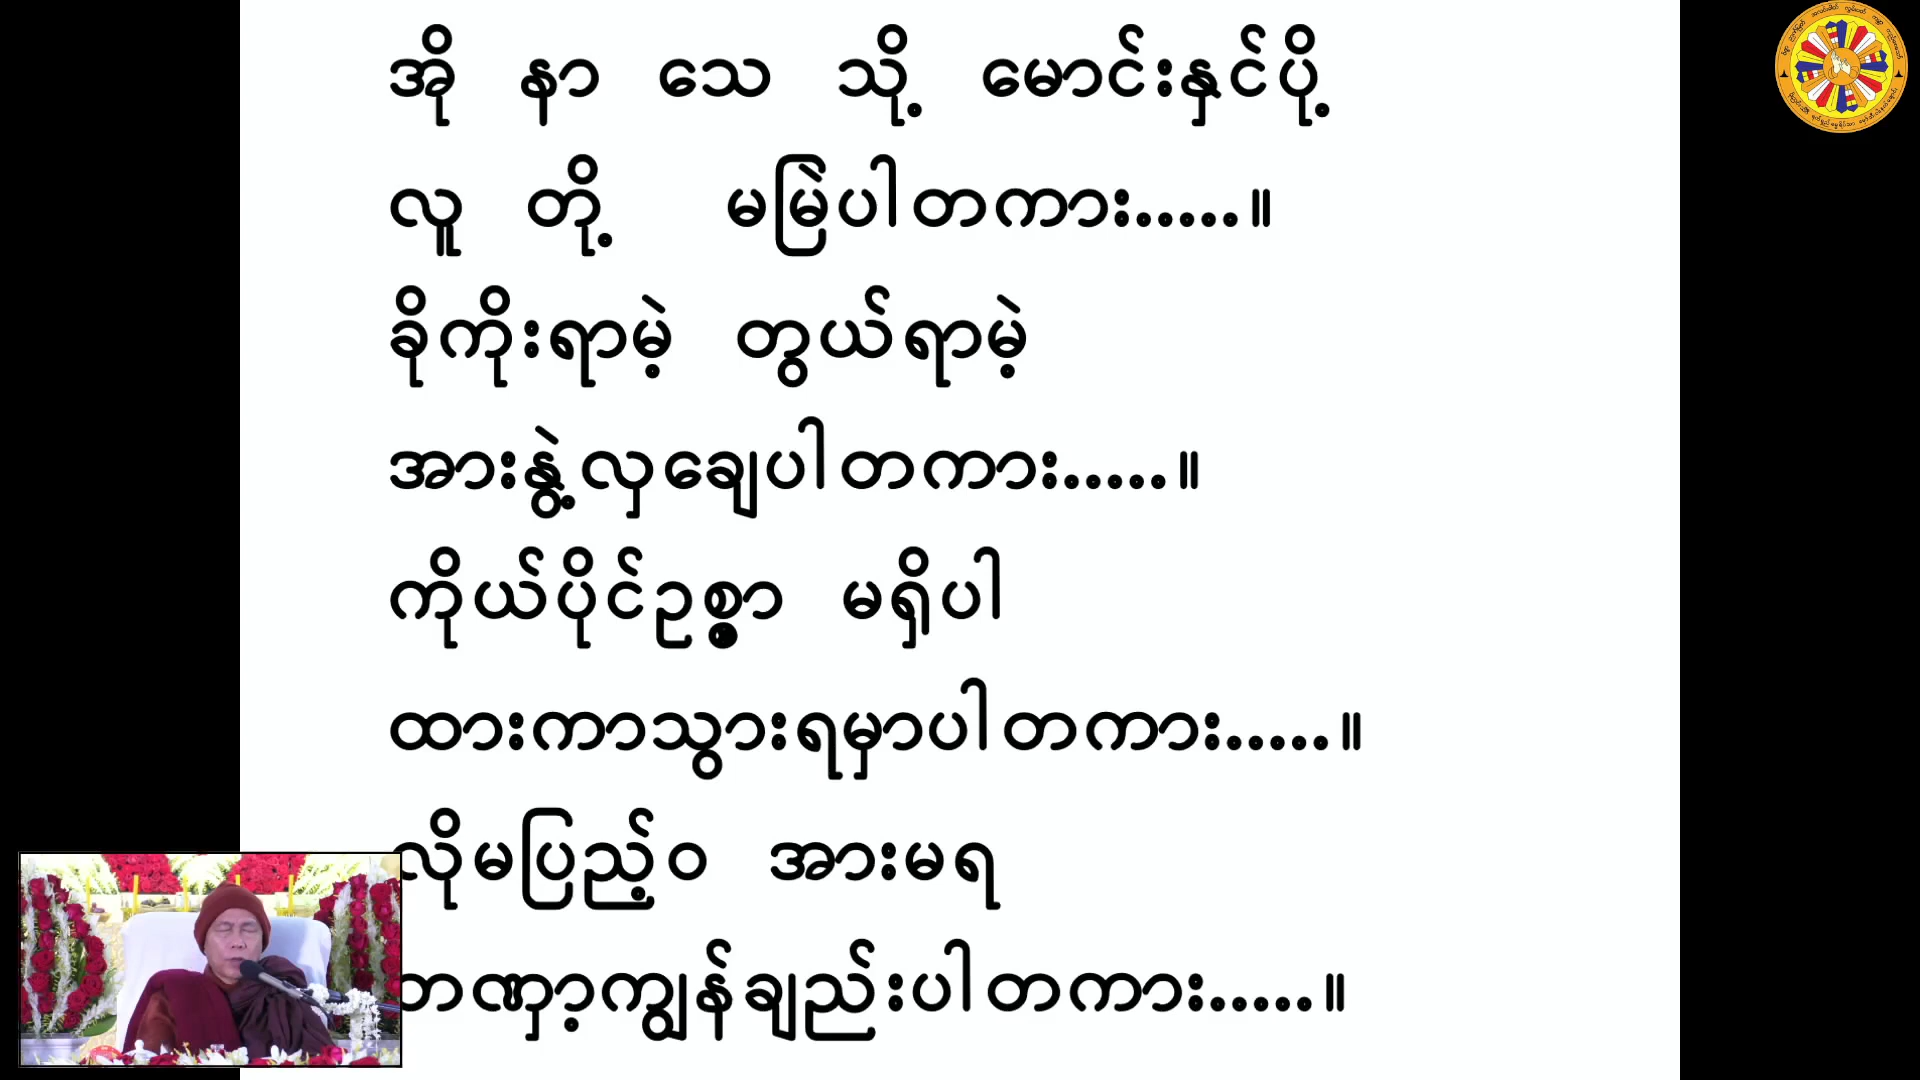 အို နာ သေ သို့ မောင်းနှင်ပို့
လူ တို့ မမြဲပါတကား.....။
ခိုကိုးရာမဲ့ တွယ်ရာမဲ့
အားနွဲ့လှချေပါတကား.....။
ကိုယ်ပိုင်ဥစ္စာ မရှိပါ
ထားကာသွားရမှာပါတကား.....။
လိုမပြည့်ဝ အားမရ
တဏှာ့ကျွန်ချည်းပါတကား.....။